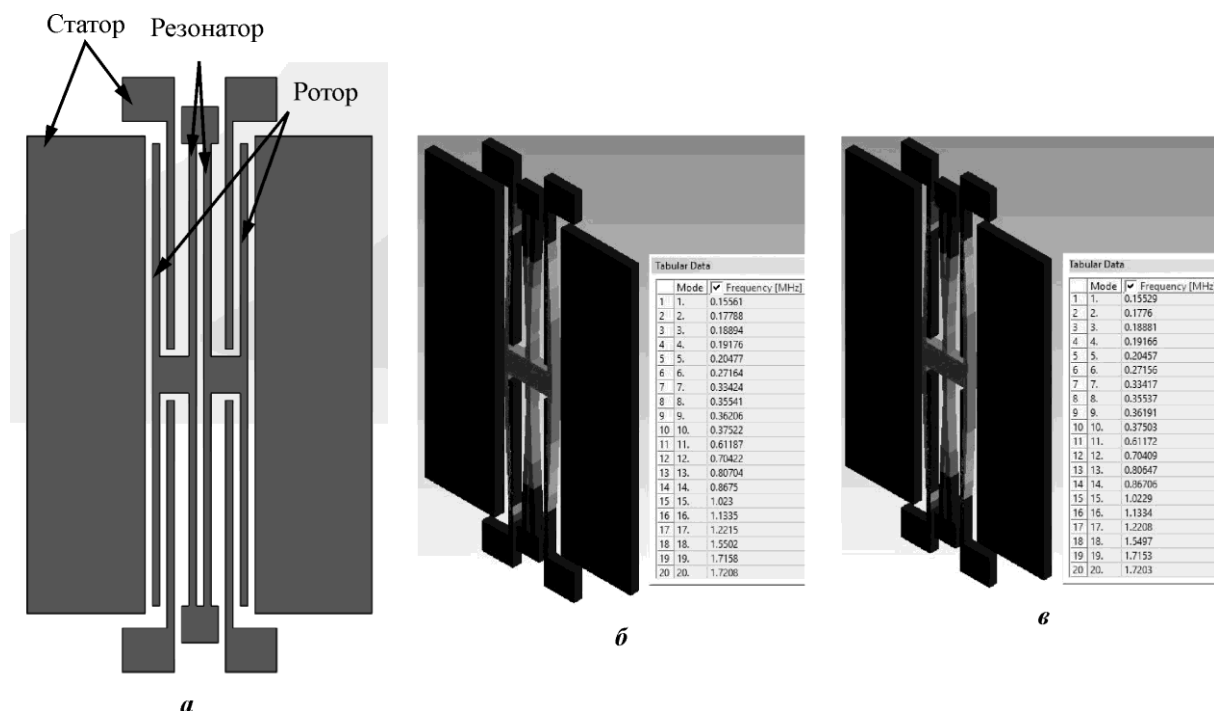 Статор
Резонатор
Ротор
а
Tabular Data
Mode Frequency [MHz]
1 1. 0.15561
2 2. 0.17788
3 3. 0.18894
4 4. 0.19176
5 5. 0.20477
6 6. 0.27164
7 7. 0.33424
8 8. 0.35541
9 9. 0.36206
10 10. 0.37522
11 11. 0.61187
12 12. 0.70422
13 13. 0.80704
14 14. 0.8675
15 15. 1.023
16 16. 1.1335
17 17. 1.2215
18 18. 1.5502
19 19. 1.7158
20 20. 1.7208
б
Tabular Data
Mode Frequency [MHz]
1 1. 0.15529
2 2. 0.1776
3 3. 0.18881
4 4. 0.19166
5 5. 0.20457
6 6. 0.27156
7 7. 0.33417
8 8. 0.35537
9 9. 0.36191
10 10. 0.37503
11 11. 0.61172
12 12. 0.70409
13 13. 0.80647
14 14. 0.86706
15 15. 1.0229
16 16. 1.1334
17 17. 1.2208
18 18. 1.5497
19 19. 1.7153
20 20. 1.7203
в